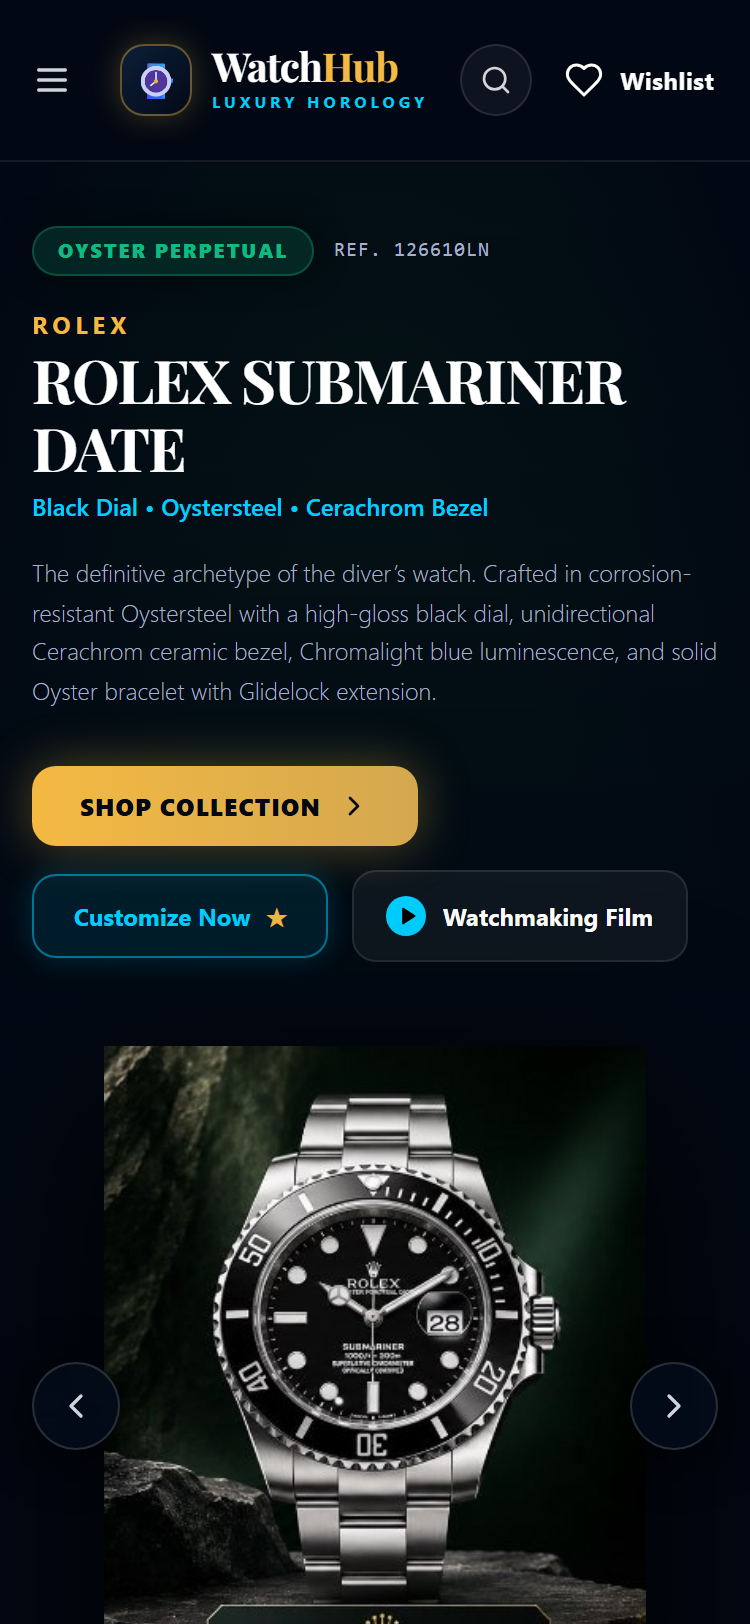 WatchHub
LUXURY HOROLOGY
Wishlist
OYSTER PERPETUAL
REF. 126610LN
ROLEX
ROLEX SUBMARINER
DATE
Black Dial • Oystersteel • Cerachrom Bezel
The definitive archetype of the diver’s watch. Crafted in corrosion-
resistant Oystersteel with a high-gloss black dial, unidirectional
Cerachrom ceramic bezel, Chromalight blue luminescence, and solid
Oyster bracelet with Glidelock extension.
SHOP COLLECTION
Customize Now ★
Watchmaking Film
50
10
ROLEX
28
SUBMARINER
40
20
30